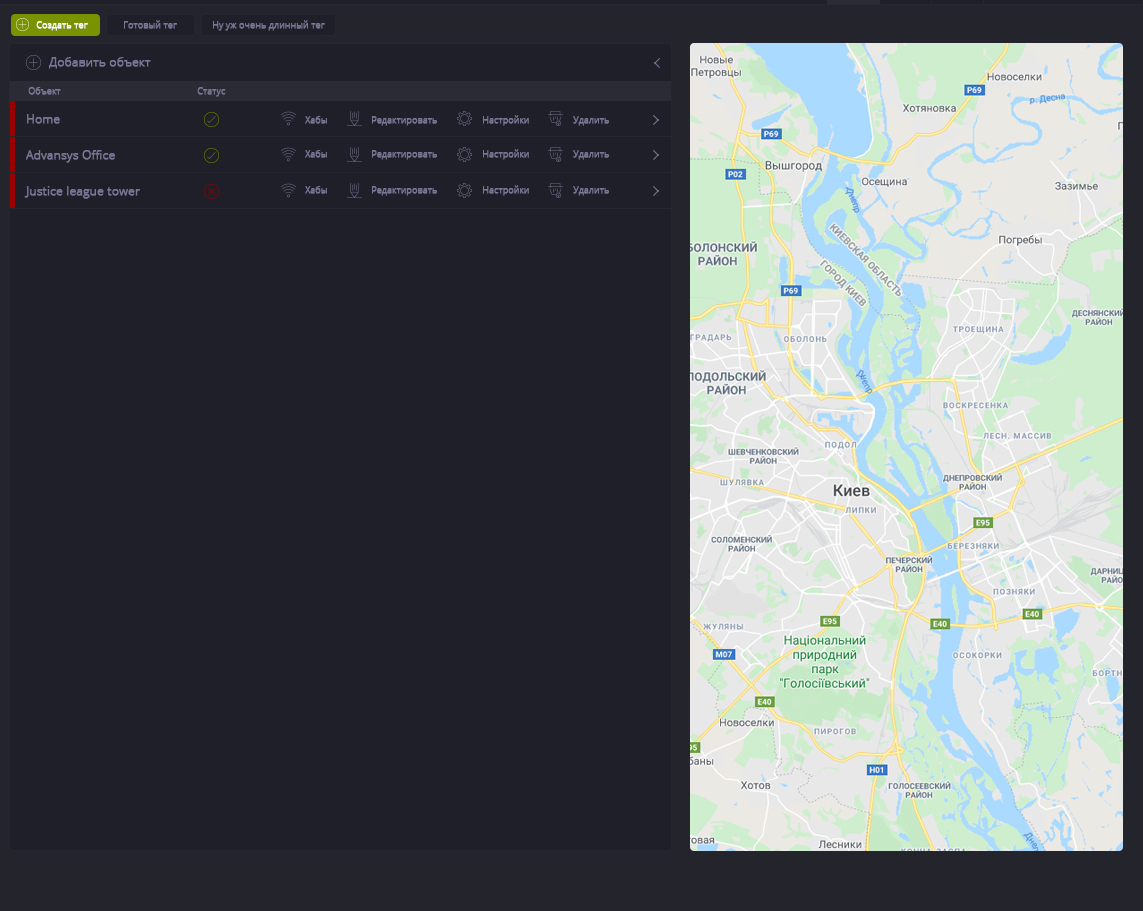 Создать тег
Готовый тег
Ну уж очень длинный тег
Добавить объект
Объект
Статус
Home
Хабы
Редактировать
Настройки
Удалить
Advansys Office
Хабы
Редактировать
Настройки
Удалить
Justice league tower
Хабы
Редактировать
Настройки
Удалить
Новые
Петровцы
Новоселки
P69
р. Десна
Хотяновка
P69
Вышгород
P02
Осещина
Зазимье
Днепр
КИЕВСКАЯ ОБЛАСТЬ
ГОРОД КИЕВ
Погребы
БОЛОНСКИЙ
РАЙОН
P69
ДЕСНЯНСКИЙ
РАЙОН
ТРОЕЩИНА
ГРАДАРЬ
ОБОЛОНЬ
ПОДОЛЬСКИЙ
РАЙОН
Днепр
ВОСКРЕСЕНКА
ЛЕСН. МАССИВ
ПОДОЛ
ШЕВЧЕНКОВСКИЙ
РАЙОН
ДНЕПРОВСКИЙ
РАЙОН
ШУЛЯВКА
Киев
ЛИПКИ
E95
СОЛОМЕНСКИЙ
РАЙОН
БЕРЕЗНЯКИ
ПЕЧЕРСКИЙ
РАЙОН
ДАРНИЦ
РАЙО
ПОЗНЯКИ
E40
E95
E40
ЖУЛЯНЫ
Національний
природний
парк
"Голосіївський"
M07
ОСОКОРКИ
БОРТН
E40
Новоселки
ПИРОГОВ
95
баны
H01
Хотов
ГОЛОСЕЕВСКИЙ
РАЙОН
Лесники